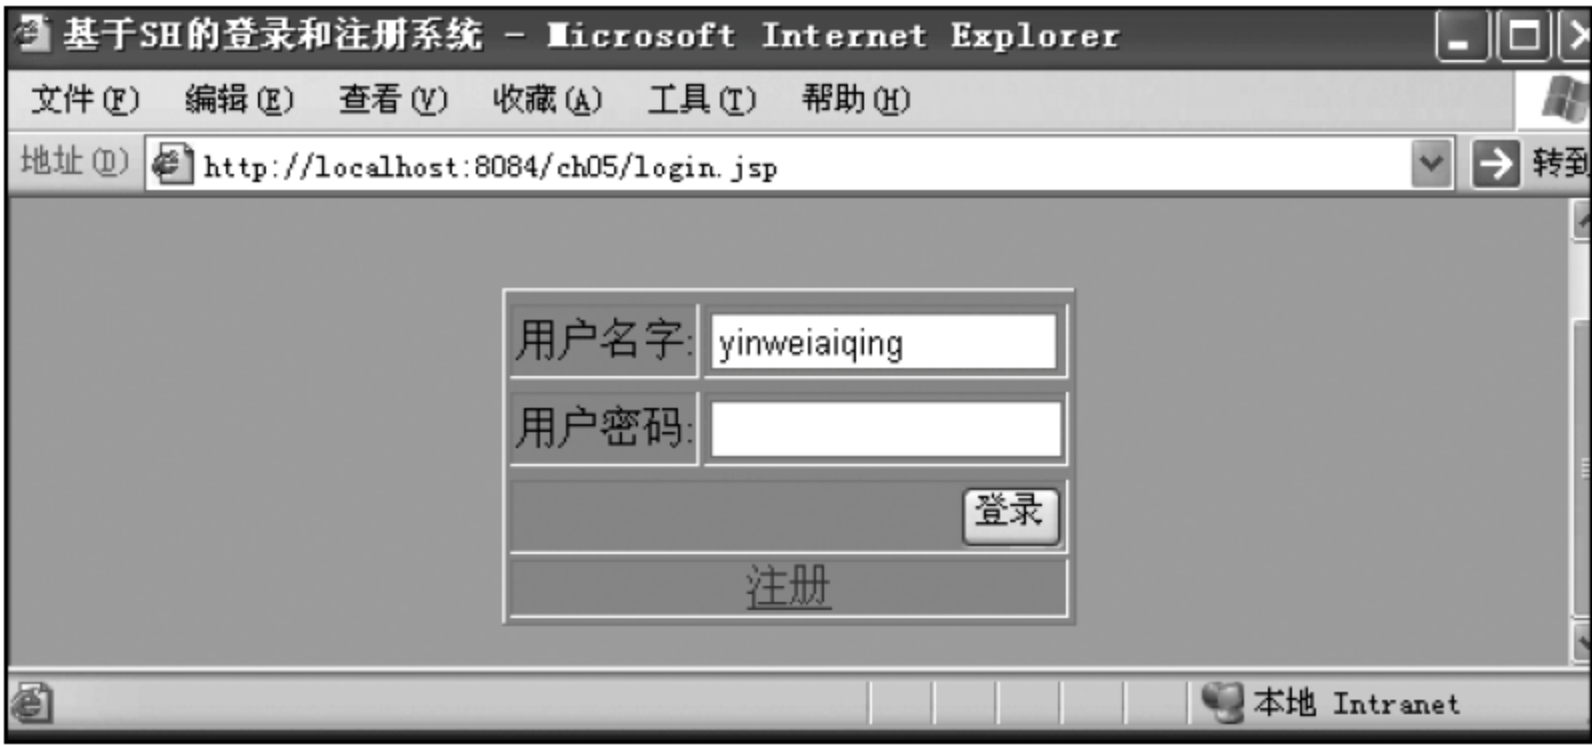 基于SH的登录和注册系统 - Microsoft Internet Explorer
文件(F) 编辑(E) 查看(V) 收藏(A) 工具(T) 帮助(H)
地址(D) http://localhost:8084/ch05/login.jsp 转到
用户名字: yinweiaiqing
用户密码:
登录
注册
本地 Intranet